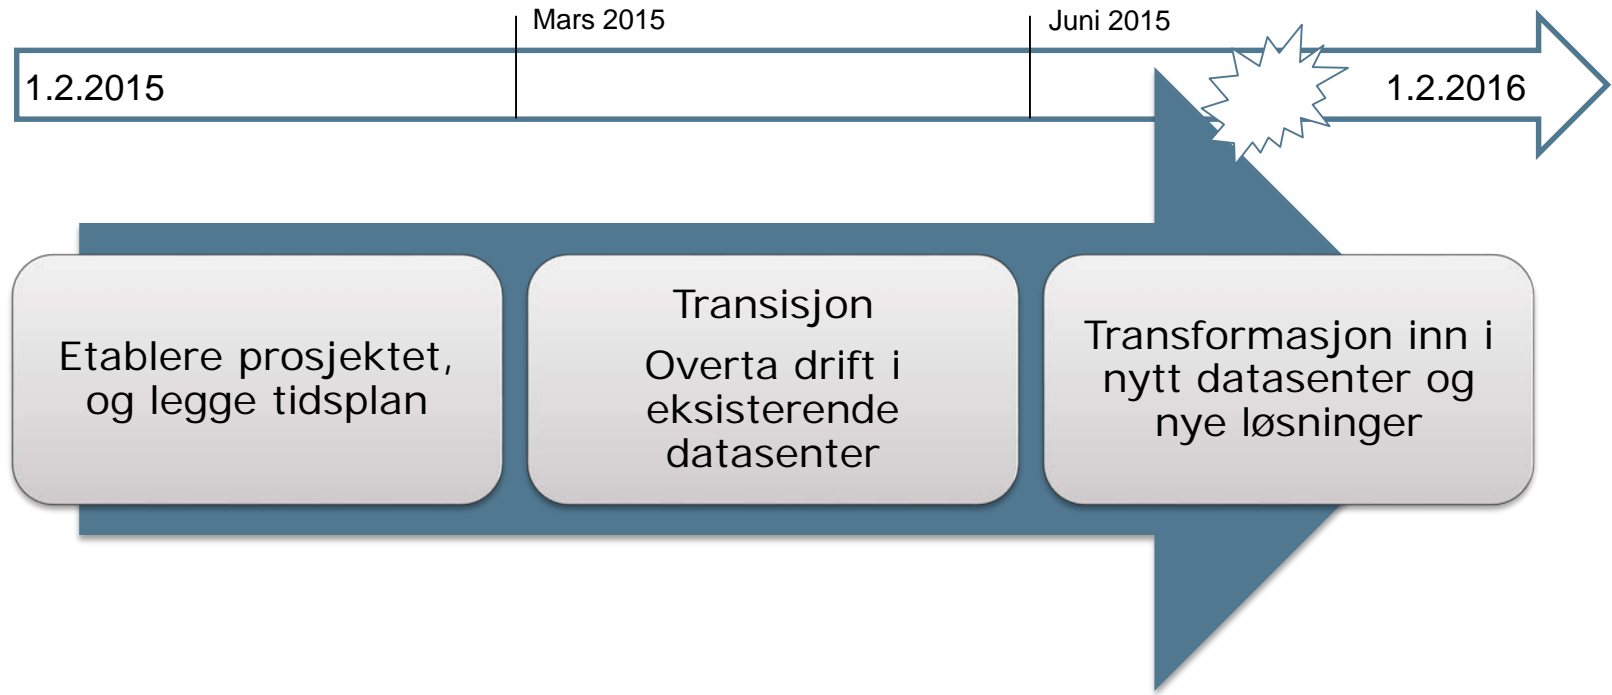 Mars 2015
Juni 2015
1.2.2015
1.2.2016
Etablere prosjektet,
og legge tidsplan
Transisjon
Overta drift i
eksisterende
datasenter
Transformasjon inn i
nytt datasenter og
nye løsninger